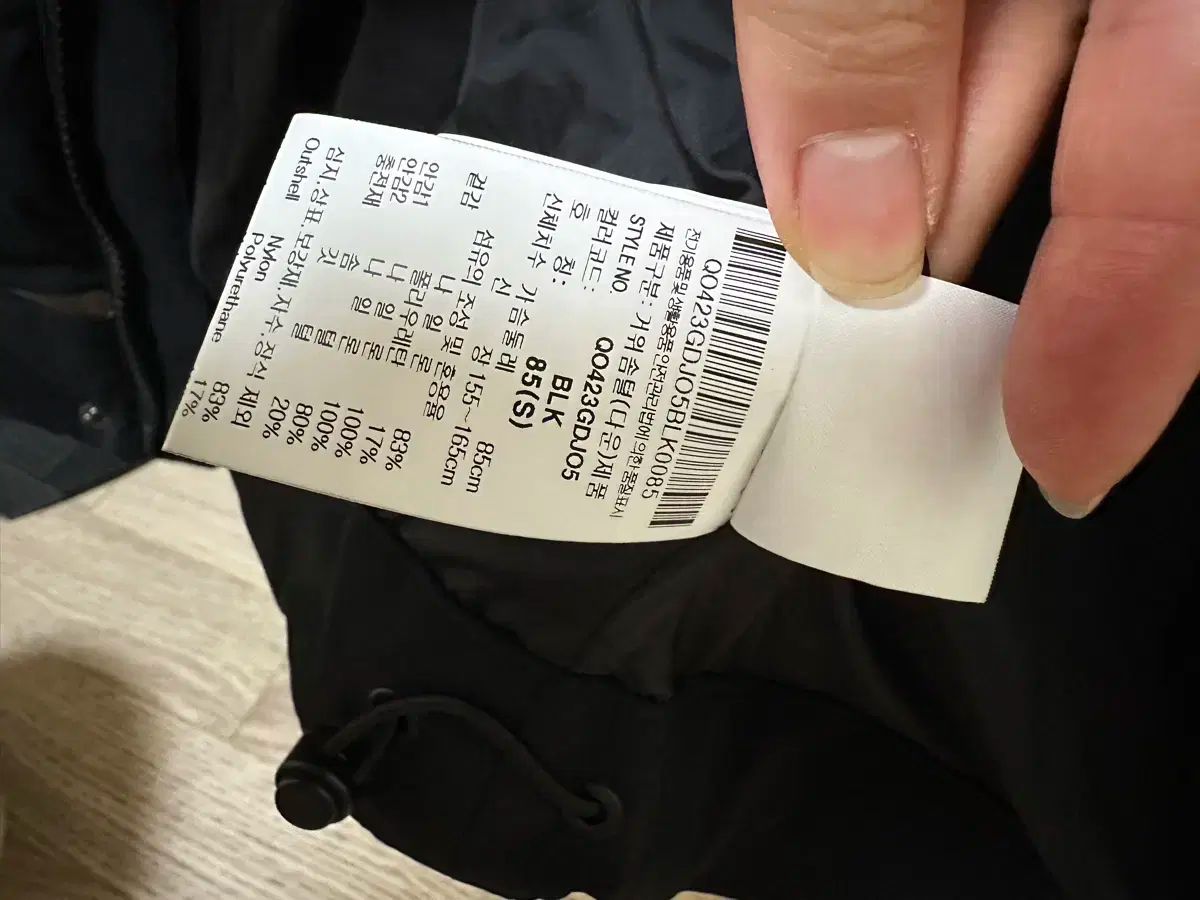 QO423GDJO5BLK0085
전기용품및생활용품안전관리법에의한 품질표시
제품구분: 거위솜털(다운)제품
STYLE NO. QO423GDJO5
컬러코드: BLK
호 칭: 85(S)
신체치수 가슴둘레 85cm
신 장 155~165cm
섬유의 조성 및 혼용율
겉감 나 일 론 83%
폴리우레탄 17%
안감1 나 일 론 100%
안감2 나 일 론 100%
충전재 솜 털 80%
깃 털 20%
심지.상표.보강재.자수.장식 제외
Outshell Nylon 83%
Polyurethane 17%